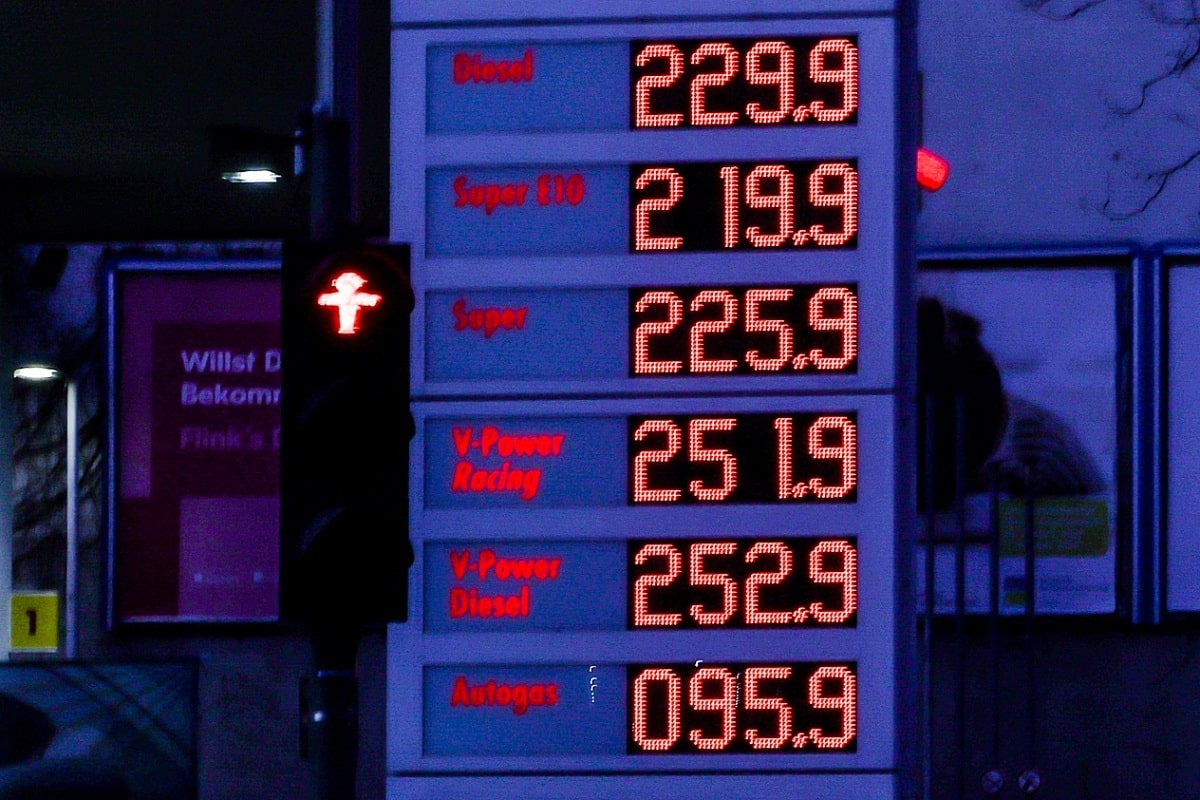 Diesel 229.9
Super E10 219.9
Super 225.9
V-Power
Racing 251.9
V-Power
Diesel 252.9
Autogas 095.9
Willst
Bekomm
Flink's
1